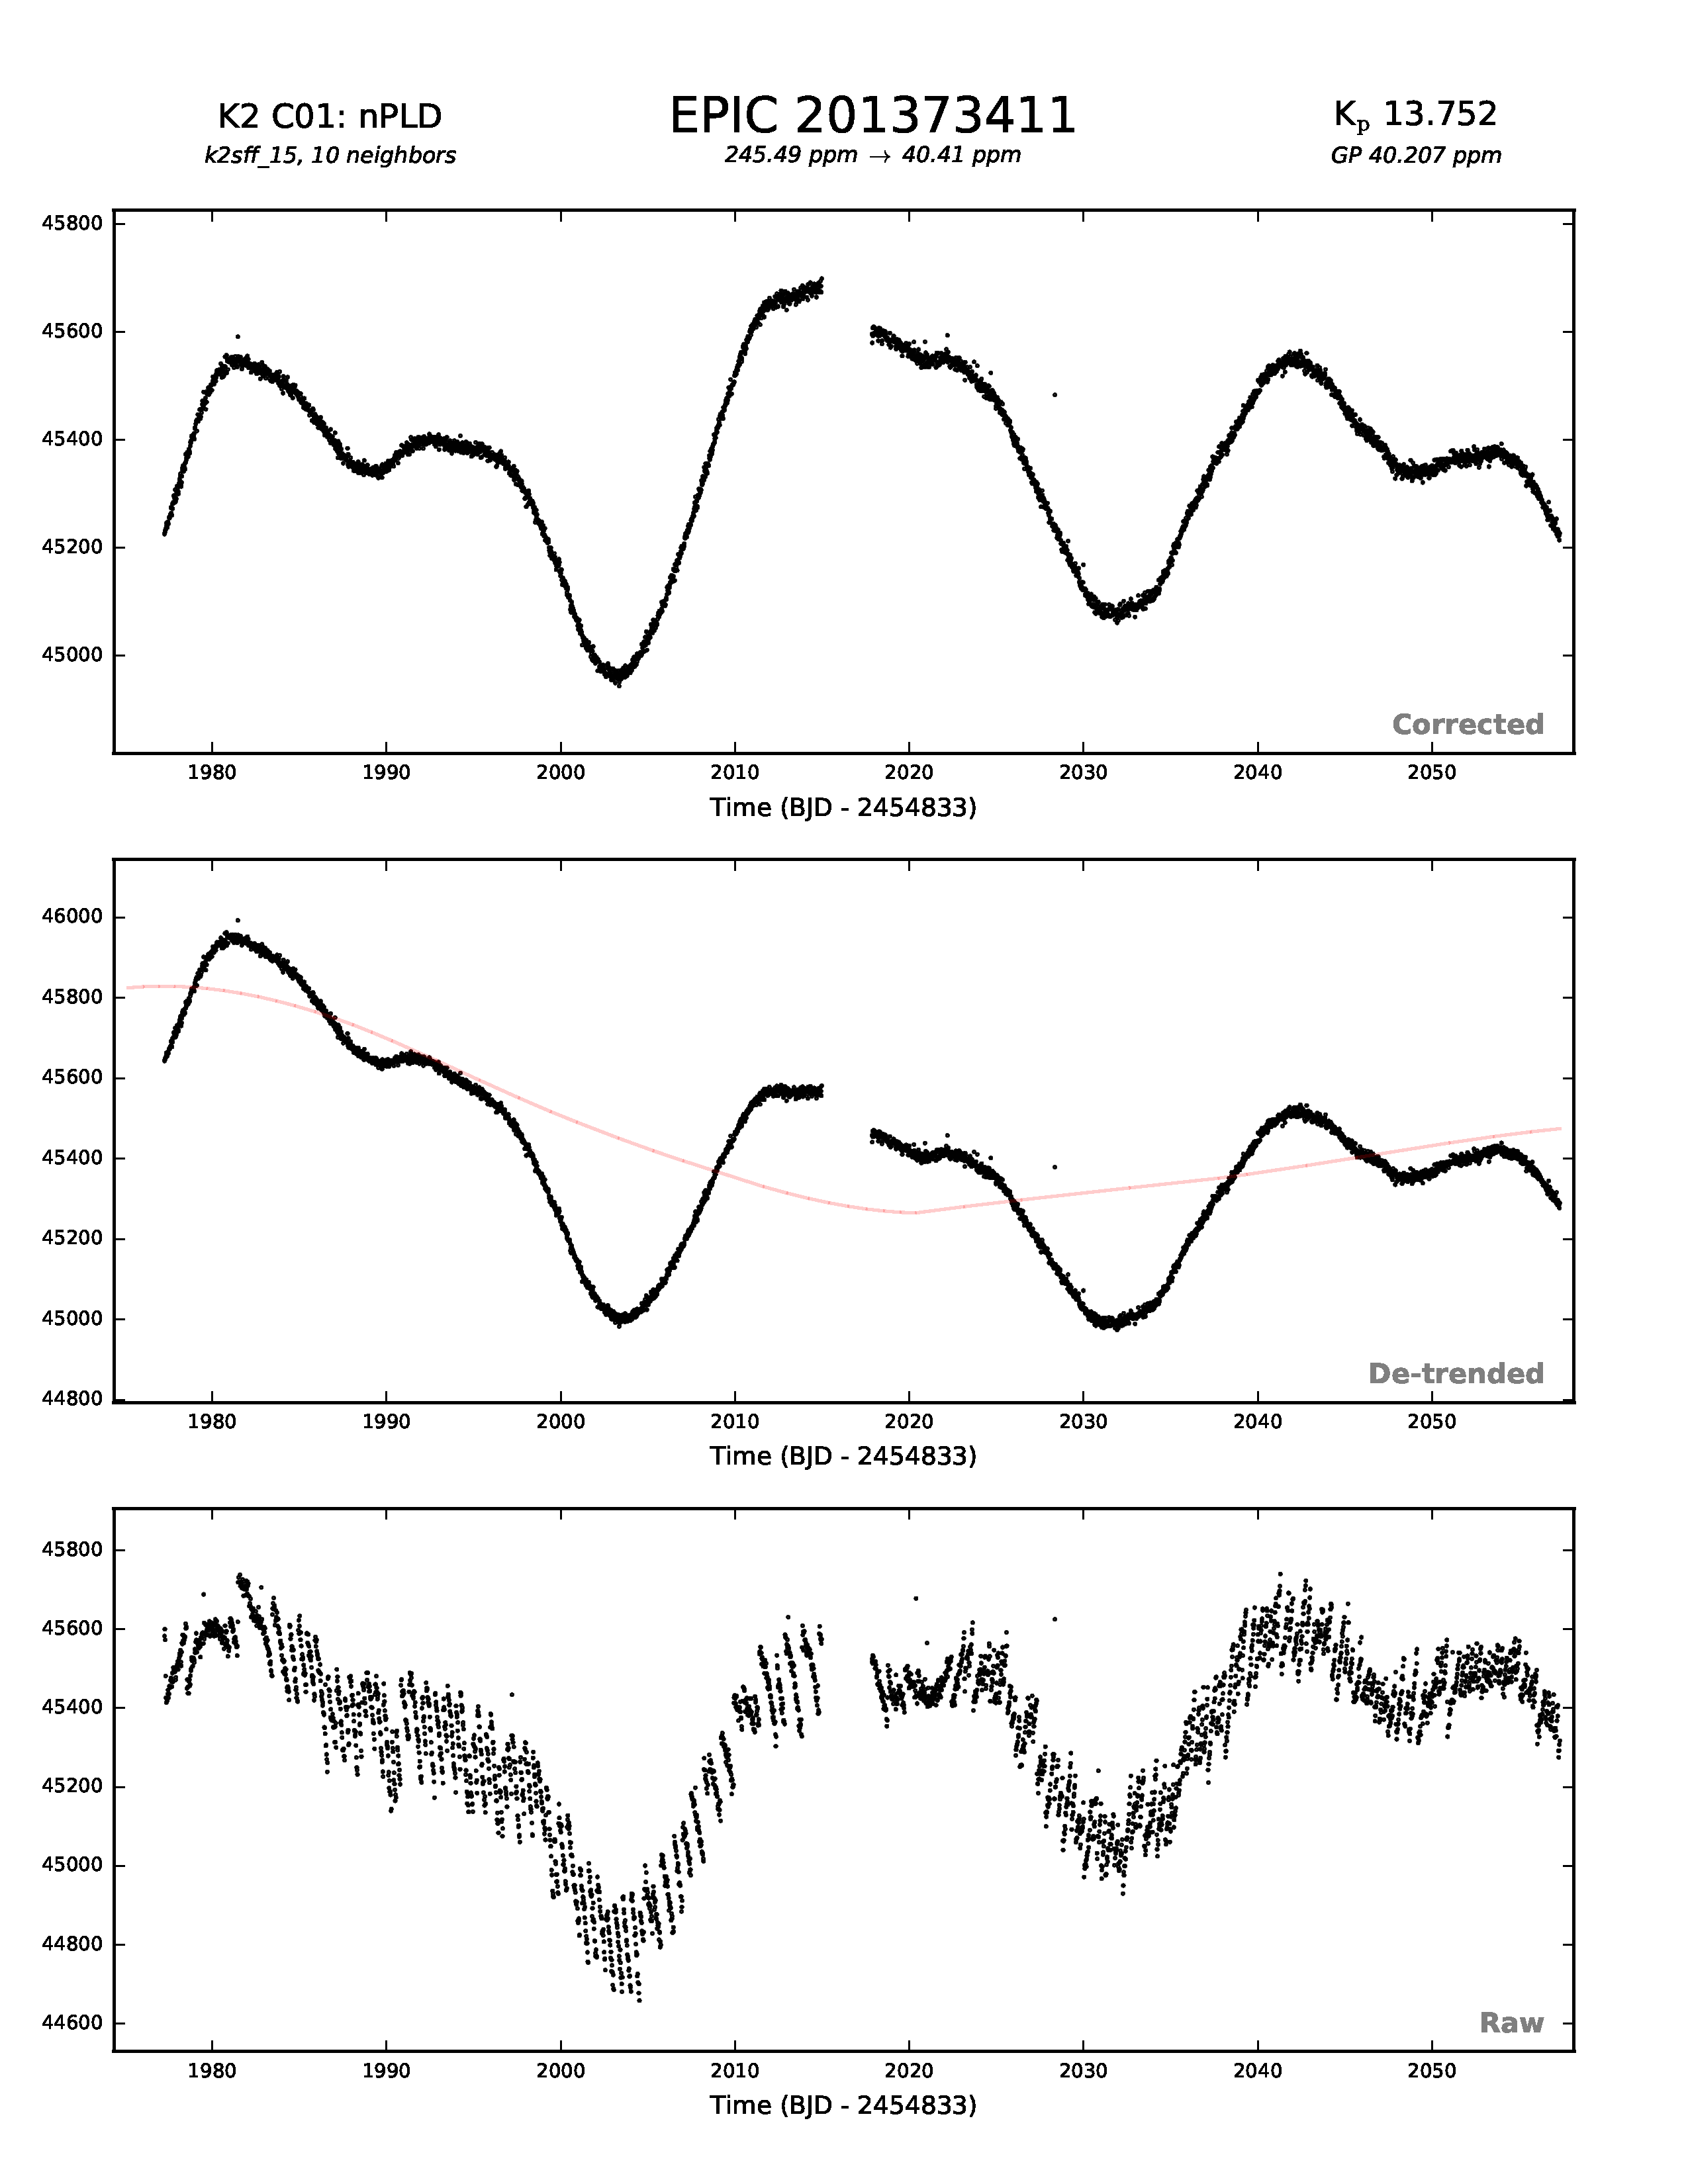 K2 C01: nPLD
EPIC 201373411
Kp 13.752
k2sff_15, 10 neighbors
245.49 ppm → 40.41 ppm
GP 40.207 ppm
45800
45600
45400
45200
45000
Corrected
1980 1990 2000 2010 2020 2030 2040 2050
Time (BJD - 2454833)
46000
45800
45600
45400
45200
45000
44800
De-trended
1980 1990 2000 2010 2020 2030 2040 2050
Time (BJD - 2454833)
45800
45600
45400
45200
45000
44800
44600
Raw
1980 1990 2000 2010 2020 2030 2040 2050
Time (BJD - 2454833)